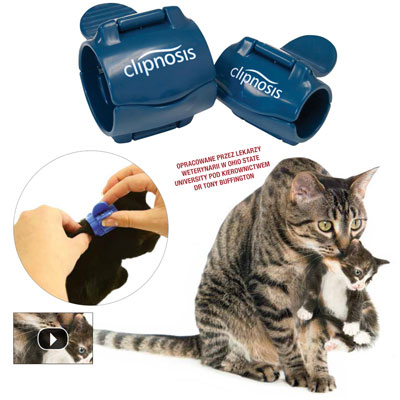 clipnosis
clipnosis
OPRACOWANE PRZEZ LEKARZY
WETERYNARII W OHIO STATE
UNIVERSITY POD KIEROWNICTWEM
DR TONY BUFFINGTON